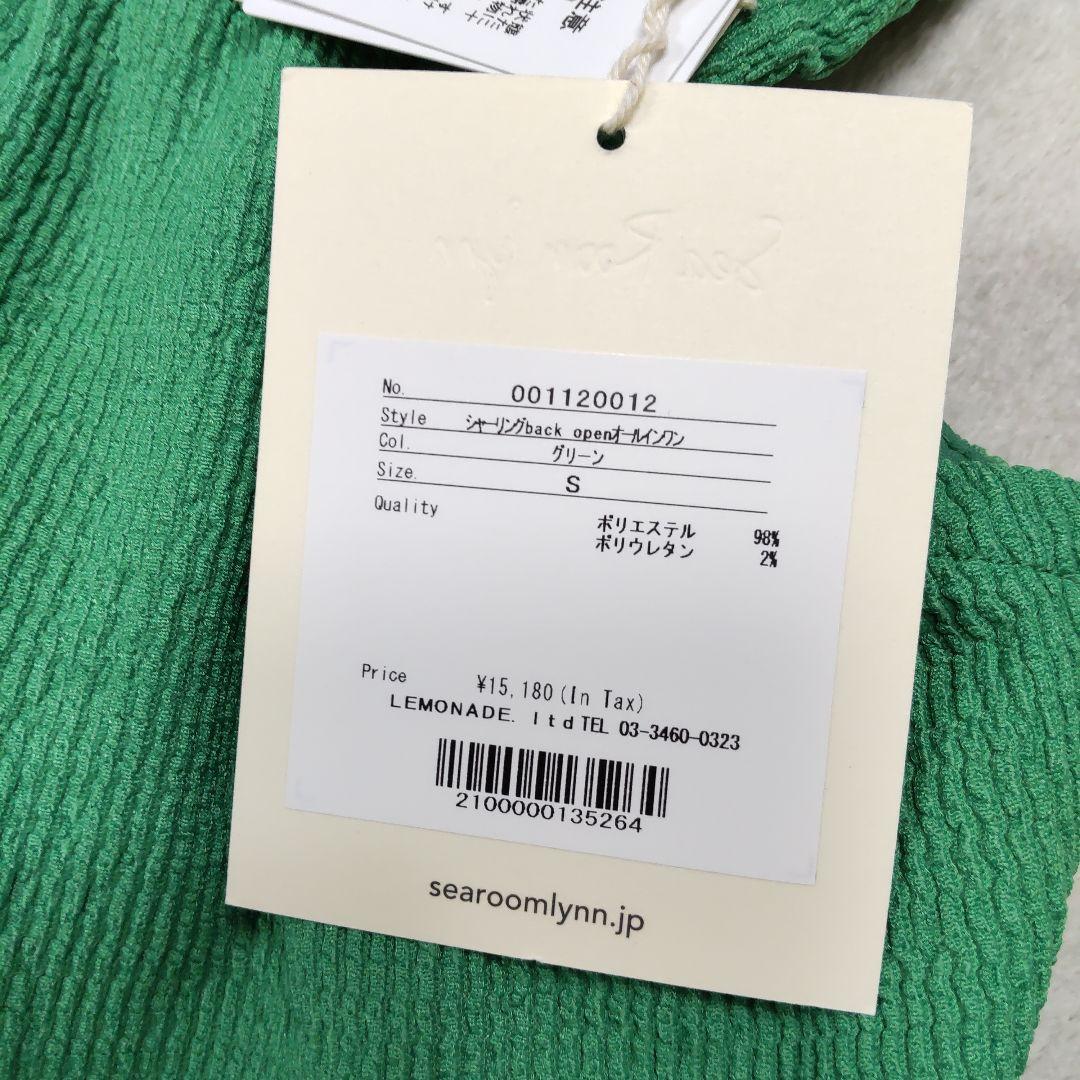 Sea Room lynn
No. 001120012
Style シャーリングback openオールインワン
Col. グリーン
Size. S
Quality
ポリエステル 98%
ポリウレタン 2%
Price ¥15,180(In Tax)
LEMONADE. ltd TEL 03-3460-0323
2100000135264
searoomlynn.jp